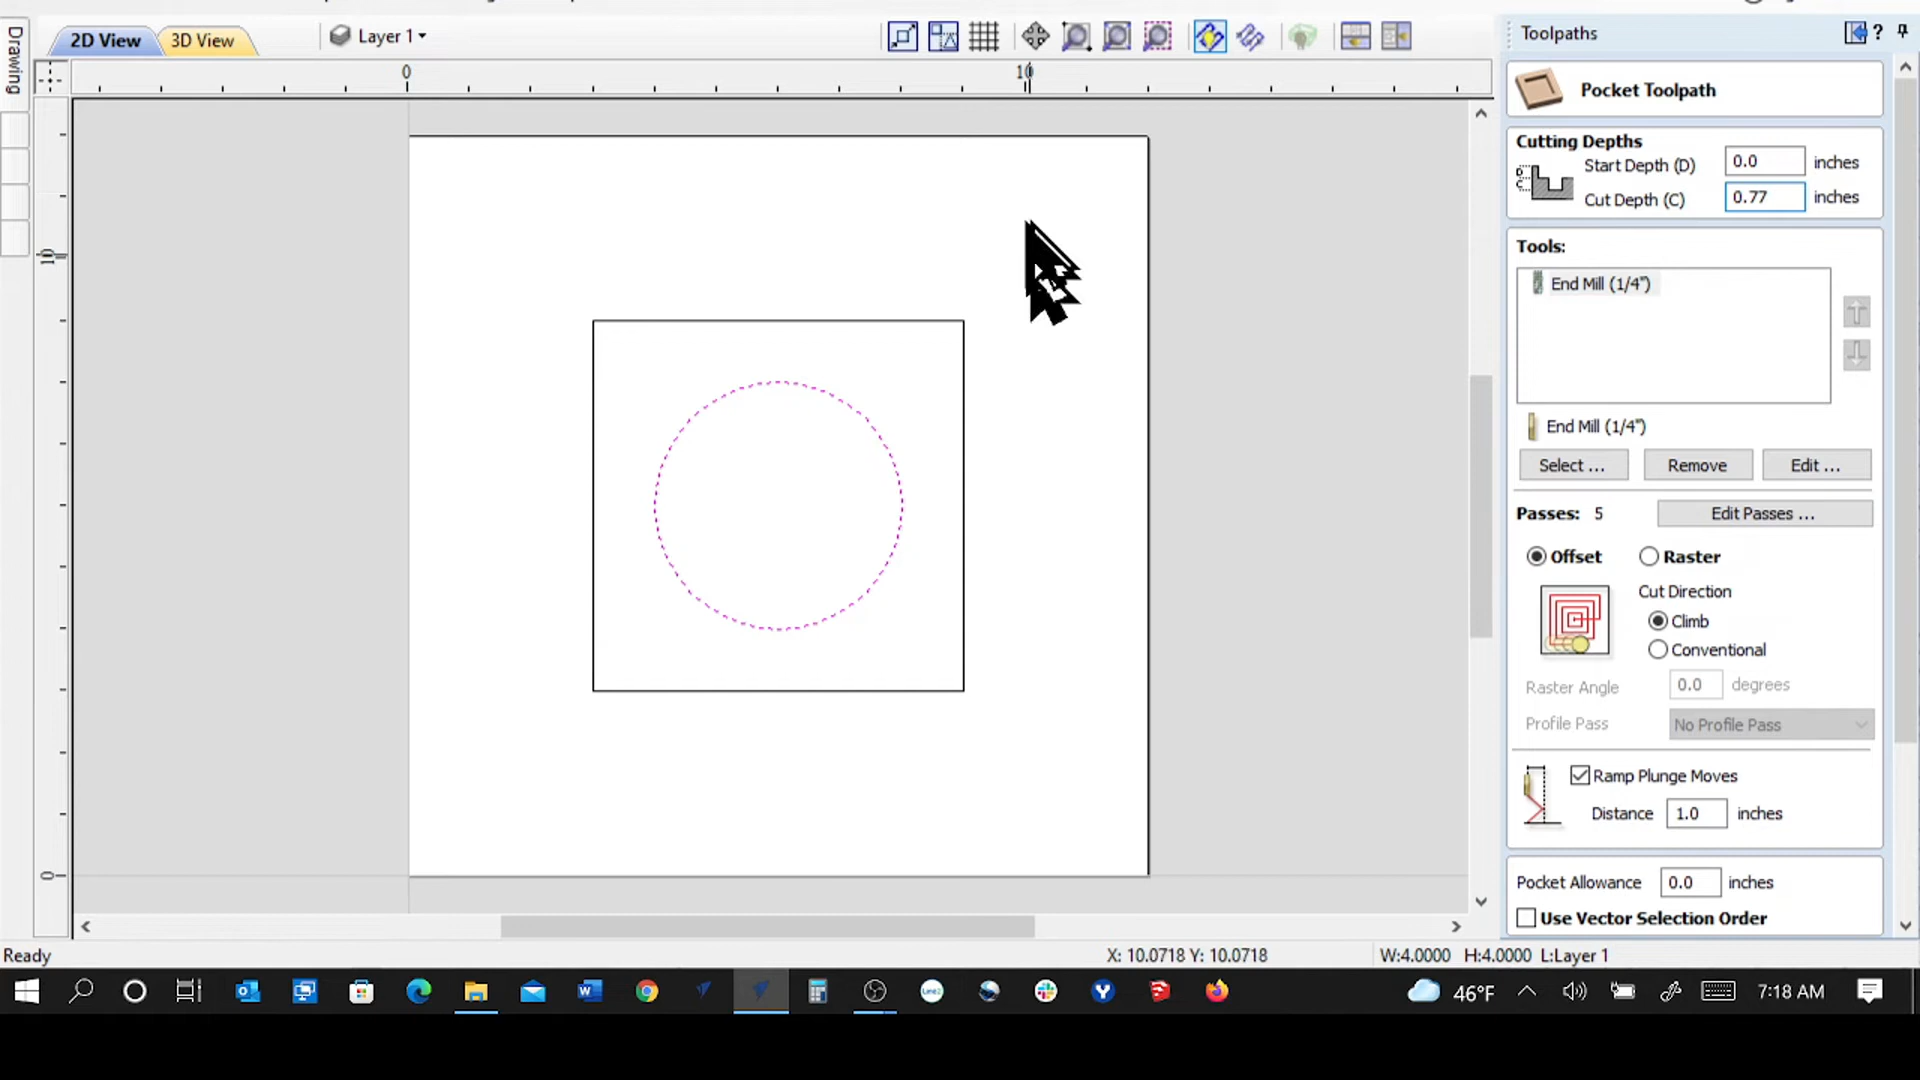 Drawing
2D View
3D View
Layer 1
0
10
10
0
Ready
X: 10.0718 Y: 10.0718
W:4.0000 H:4.0000 L:Layer 1
Toolpaths
?
Pocket Toolpath
Cutting Depths
Start Depth (D) 0.0 inches
Cut Depth (C) 0.77 inches
D
C
Tools:
End Mill (1/4")
End Mill (1/4")
Select ... Remove Edit ...
Passes: 5 Edit Passes ...
Offset Raster
Cut Direction
Climb
Conventional
Raster Angle 0.0 degrees
Profile Pass No Profile Pass
Ramp Plunge Moves
Distance 1.0 inches
Pocket Allowance 0.0 inches
Use Vector Selection Order
46°F
7:18 AM